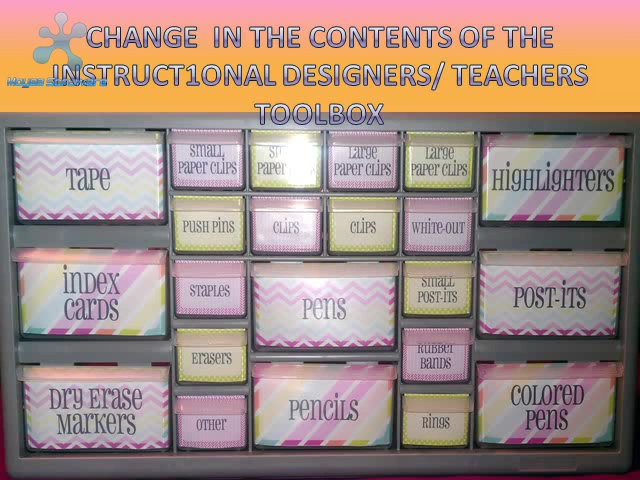 CHANGE IN THE CONTENTS OF THE
INSTRUCT1ONAL DESIGNERS/ TEACHERS
TOOLBOX
TAPE
SMALL
PAPER CLIPS
PAPER
LARGE
PAPER CLIPS
LARGE
PAPER CLIPS
HIGHLIGHTERS
PUSH PINS
CLIPS
CLIPS
WHITE-OUT
INDEX
CARDS
STAPLES
PENS
SMALL
POST-ITS
POST-ITS
ERASERS
RUBBER
BANDS
DRY ERASE
MARKERS
OTHER
PENCILS
RINGS
COLORED
PENS